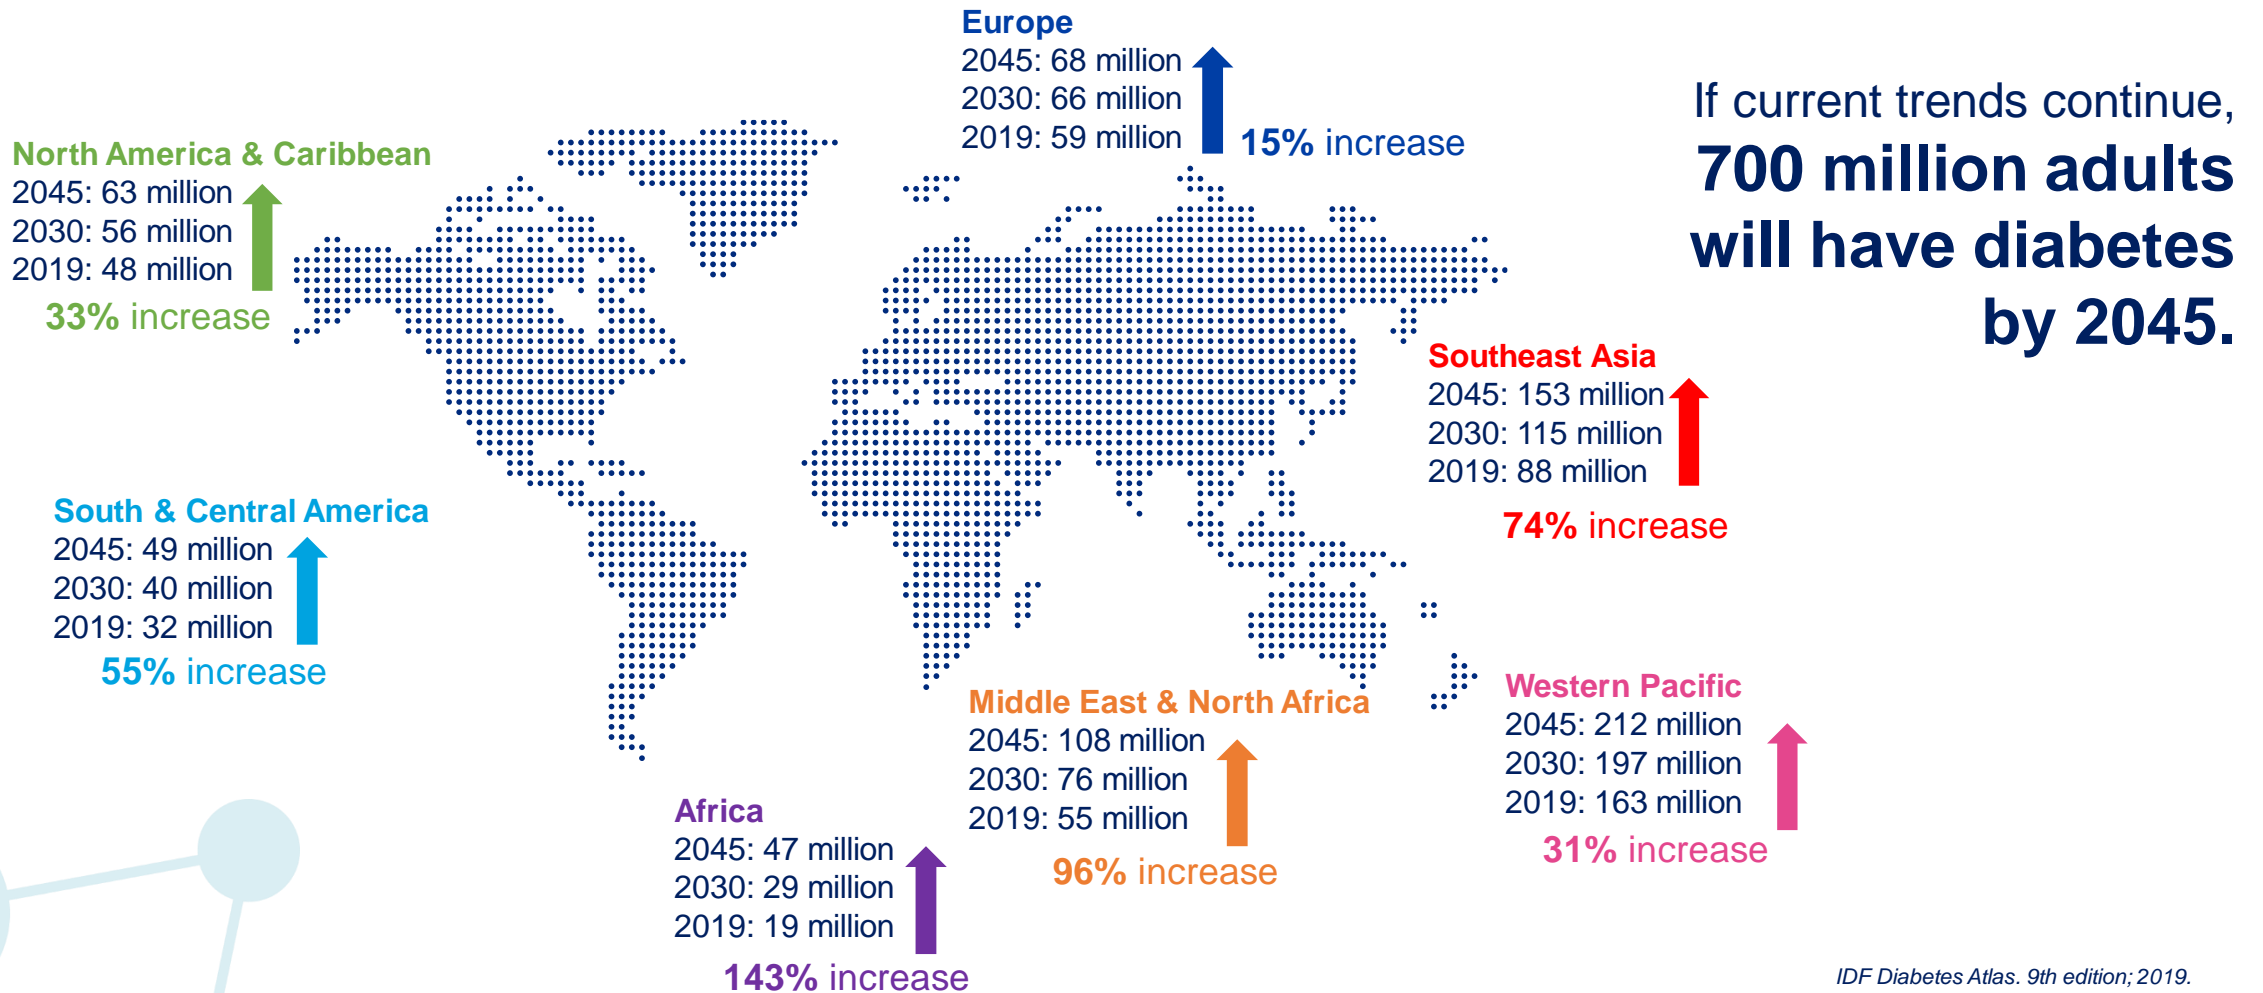 Europe
2045: 68 million
2030: 66 million
2019: 59 million
15% increase
If current trends continue,
700 million adults
will have diabetes
by 2045.
North America & Caribbean
2045: 63 million
2030: 56 million
2019: 48 million
33% increase
Southeast Asia
2045: 153 million
2030: 115 million
2019: 88 million
74% increase
South & Central America
2045: 49 million
2030: 40 million
2019: 32 million
55% increase
Western Pacific
2045: 212 million
2030: 197 million
2019: 163 million
31% increase
Middle East & North Africa
2045: 108 million
2030: 76 million
2019: 55 million
96% increase
Africa
2045: 47 million
2030: 29 million
2019: 19 million
143% increase
IDF Diabetes Atlas. 9th edition; 2019.